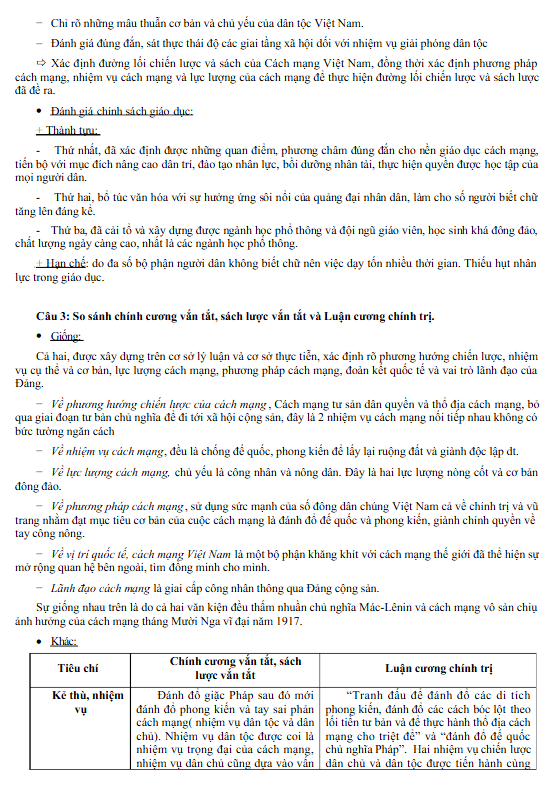 − Chỉ rõ những mâu thuẫn cơ bản và chủ yếu của dân tộc Việt Nam.
− Đánh giá đúng đắn, sát thực thái độ các giai tầng xã hội đối với nhiệm vụ giải phóng dân tộc
⇨ Xác định đường lối chiến lược và sách của Cách mạng Việt Nam, đồng thời xác định phương pháp
cách mạng, nhiệm vụ cách mạng và lực lượng của cách mạng để thực hiện đường lối chiến lược và sách lược
đã đề ra.
• Đánh giá chính sách giáo dục:
+ Thành tựu:
- Thứ nhất, đã xác định được những quan điểm, phương châm đúng đắn cho nền giáo dục cách mạng,
tiến bộ với mục đích nâng cao dân trí, đào tạo nhân lực, bồi dưỡng nhân tài, thực hiện quyền được học tập của
mọi người dân.
- Thứ hai, bổ túc văn hóa với sự hưởng ứng sôi nổi của quảng đại nhân dân, làm cho số người biết chữ
tăng lên đáng kể.
- Thứ ba, đã cải tổ và xây dựng được ngành học phổ thông và đội ngũ giáo viên, học sinh khá đông đảo,
chất lượng ngày càng cao, nhất là các ngành học phổ thông.
+ Hạn chế: do đa số bộ phận người dân không biết chữ nên việc dạy tốn nhiều thời gian. Thiếu hụt nhân
lực trong giáo dục.
Câu 3: So sánh chính cương vắn tắt, sách lược vắn tắt và Luận cương chính trị.
• Giống:
Cả hai, được xây dựng trên cơ sở lý luận và cơ sở thực tiễn, xác định rõ phương hướng chiến lược, nhiệm
vụ cụ thể và cơ bản, lực lượng cách mạng, phương pháp cách mạng, đoàn kết quốc tế và vai trò lãnh đạo của
Đảng.
− Về phương hướng chiến lược của cách mạng, Cách mạng tư sản dân quyền và thổ địa cách mạng, bỏ
qua giai đoạn tư bản chủ nghĩa để đi tới xã hội cộng sản, đây là 2 nhiệm vụ cách mạng nối tiếp nhau không có
bức tường ngăn cách
− Về nhiệm vụ cách mạng, đều là chống đế quốc, phong kiến để lấy lại ruộng đất và giành độc lập dt.
− Về lực lượng cách mạng, chủ yếu là công nhân và nông dân. Đây là hai lực lượng nòng cốt và cơ bản
đông đảo.
− Về phương pháp cách mạng, sử dụng sức mạnh của số đông dân chúng Việt Nam cả về chính trị và vũ
trang nhằm đạt mục tiêu cơ bản của cuộc cách mạng là đánh đổ đế quốc và phong kiến, giành chính quyền về
tay công nông.
− Về vị trí quốc tế, cách mạng Việt Nam là một bộ phận khăng khít với cách mạng thế giới đã thể hiện sự
mở rộng quan hệ bên ngoài, tìm đồng minh cho mình.
− Lãnh đạo cách mạng là giai cấp công nhân thông qua Đảng cộng sản.
Sự giống nhau trên là do cả hai văn kiện đều thấm nhuần chủ nghĩa Mác-Lênin và cách mạng vô sản chiụ
ảnh hưởng của cách mạng tháng Mười Nga vĩ đại năm 1917.
• Khác:
Tiêu chí
Chính cương vắn tắt, sách
lược vắn tắt
Luận cương chính trị
Kẻ thù, nhiệm
vụ
Đánh đổ giặc Pháp sau đó mới
đánh đổ phong kiến và tay sai phản
cách mạng( nhiệm vụ dân tộc và dân
chủ). Nhiệm vụ dân tộc được coi là
nhiệm vụ trọng đại của cách mạng,
nhiệm vụ dân chủ cũng dựa vào vấn
“Tranh đấu để đánh đổ các di tích
phong kiến, đánh đổ các cách bóc lột theo
lối tiền tư bản và để thực hành thổ địa cách
mạng cho triệt để” và “đánh đổ đế quốc
chủ nghĩa Pháp”. Hai nhiệm vụ chiến lược
dân chủ và dân tộc được tiến hành cùng